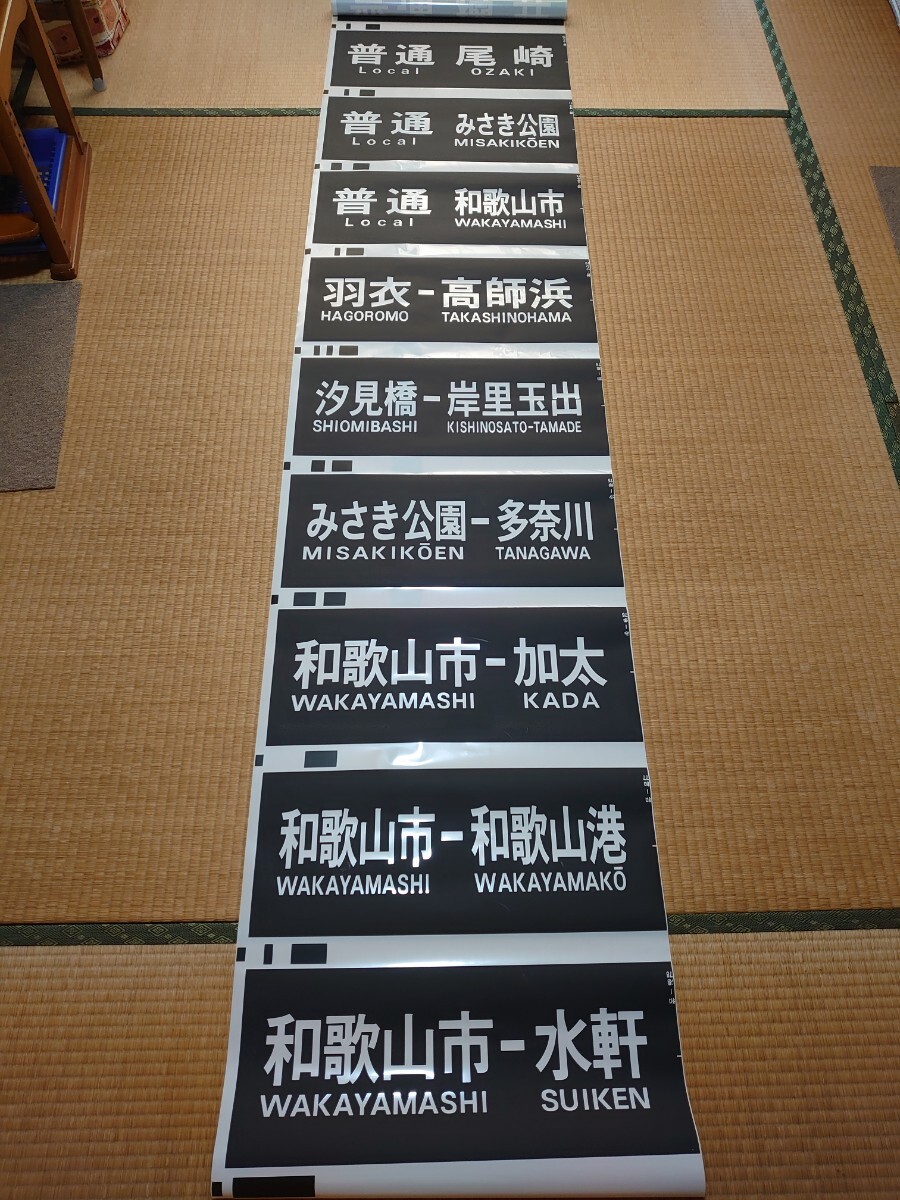 普通 尾崎
Local OZAKI
普通 みさき公園
Local MISAKIKŌEN
普通 和歌山市
Local WAKAYAMASHI
羽衣-高師浜
HAGOROMO TAKASHINOHAMA
汐見橋-岸里玉出
SHIOMIBASHI KISHINOSATO-TAMADE
みさき公園-多奈川
MISAKIKŌEN TANAGAWA
和歌山市-加太
WAKAYAMASHI KADA
和歌山市-和歌山港
WAKAYAMASHI WAKAYAMAKŌ
和歌山市-水軒
WAKAYAMASHI SUIKEN